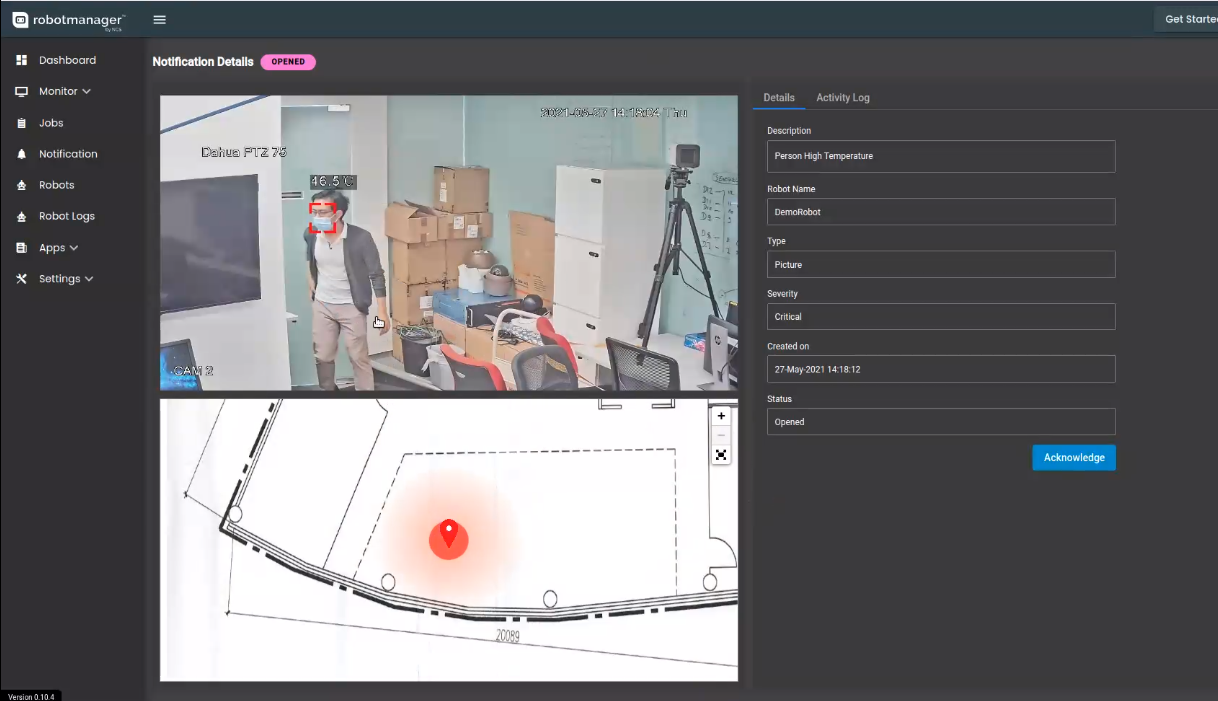 robotmanager
by NCS
Get Starte
Dashboard
Monitor
Jobs
Notification
Robots
Robot Logs
Apps
Settings
Version 0.10.4
Notification Details
OPENED
2021-05-27 14:18:04 Thu
Dahua PTZ 75
46.5°C
CAM 2
20089
+
−
Details
Activity Log
Description
Person High Temperature
Robot Name
DemoRobot
Type
Picture
Severity
Critical
Created on
27-May-2021 14:18:12
Status
Opened
Acknowledge